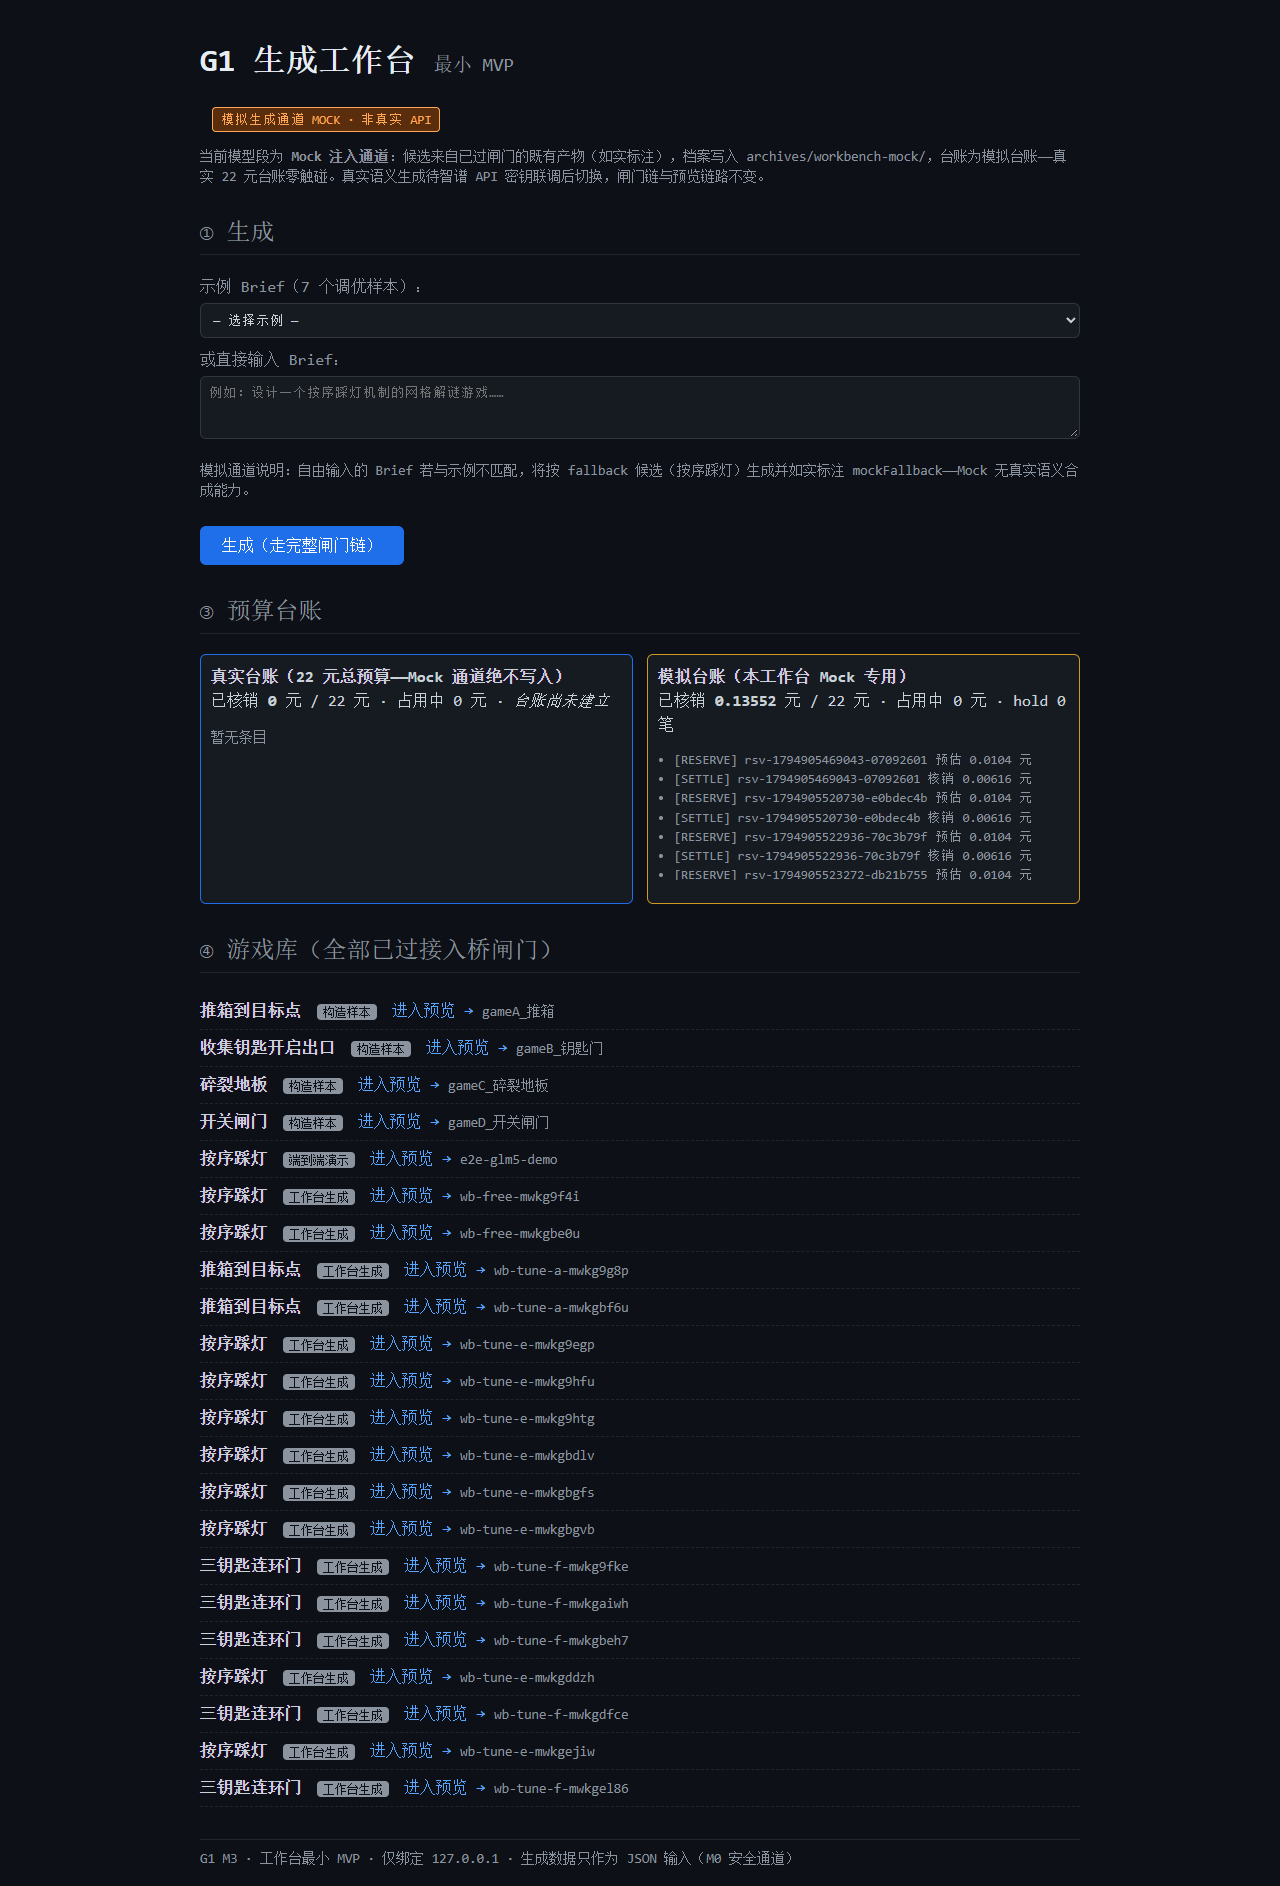 G1 生成工作台 最小 MVP
模拟生成通道 MOCK · 非真实 API
当前模型段为 Mock 注入通道：候选来自已过闸门的既有产物（如实标注），档案写入 archives/workbench-mock/，台账为模拟台账——真
实 22 元台账零触碰。真实语义生成待智谱 API 密钥联调后切换，闸门链与预览链路不变。
① 生成
示例 Brief（7 个调优样本）：
— 选择示例 —
或直接输入 Brief：
例如：设计一个按序踩灯机制的网格解谜游戏……
模拟通道说明：自由输入的 Brief 若与示例不匹配，将按 fallback 候选（按序踩灯）生成并如实标注 mockFallback——Mock 无真实语义合
成能力。
生成（走完整闸门链）
③ 预算台账
真实台账（22 元总预算——Mock 通道绝不写入）
已核销 0 元 / 22 元 · 占用中 0 元 · 台账尚未建立
暂无条目
模拟台账（本工作台 Mock 专用）
已核销 0.13552 元 / 22 元 · 占用中 0 元 · hold 0
笔
• [RESERVE] rsv-1794905469043-07092601 预估 0.0104 元
• [SETTLE] rsv-1794905469043-07092601 核销 0.00616 元
• [RESERVE] rsv-1794905520730-e0bdec4b 预估 0.0104 元
• [SETTLE] rsv-1794905520730-e0bdec4b 核销 0.00616 元
• [RESERVE] rsv-1794905522936-70c3b79f 预估 0.0104 元
• [SETTLE] rsv-1794905522936-70c3b79f 核销 0.00616 元
• [RESERVE] rsv-1794905523272-db21b755 预估 0.0104 元
④ 游戏库（全部已过接入桥闸门）
推箱到目标点 构造样本 进入预览 → gameA_推箱
收集钥匙开启出口 构造样本 进入预览 → gameB_钥匙门
碎裂地板 构造样本 进入预览 → gameC_碎裂地板
开关闸门 构造样本 进入预览 → gameD_开关闸门
按序踩灯 端到端演示 进入预览 → e2e-glm5-demo
按序踩灯 工作台生成 进入预览 → wb-free-mwkg9f4i
按序踩灯 工作台生成 进入预览 → wb-free-mwkgbe0u
推箱到目标点 工作台生成 进入预览 → wb-tune-a-mwkg9g8p
推箱到目标点 工作台生成 进入预览 → wb-tune-a-mwkgbf6u
按序踩灯 工作台生成 进入预览 → wb-tune-e-mwkg9egp
按序踩灯 工作台生成 进入预览 → wb-tune-e-mwkg9hfu
按序踩灯 工作台生成 进入预览 → wb-tune-e-mwkg9htg
按序踩灯 工作台生成 进入预览 → wb-tune-e-mwkgbdlv
按序踩灯 工作台生成 进入预览 → wb-tune-e-mwkgbgfs
按序踩灯 工作台生成 进入预览 → wb-tune-e-mwkgbgvb
三钥匙连环门 工作台生成 进入预览 → wb-tune-f-mwkg9fke
三钥匙连环门 工作台生成 进入预览 → wb-tune-f-mwkgaiwh
三钥匙连环门 工作台生成 进入预览 → wb-tune-f-mwkgbeh7
按序踩灯 工作台生成 进入预览 → wb-tune-e-mwkgddzh
三钥匙连环门 工作台生成 进入预览 → wb-tune-f-mwkgdfce
按序踩灯 工作台生成 进入预览 → wb-tune-e-mwkgejiw
三钥匙连环门 工作台生成 进入预览 → wb-tune-f-mwkgel86
G1 M3 · 工作台最小 MVP · 仅绑定 127.0.0.1 · 生成数据只作为 JSON 输入（M0 安全通道）